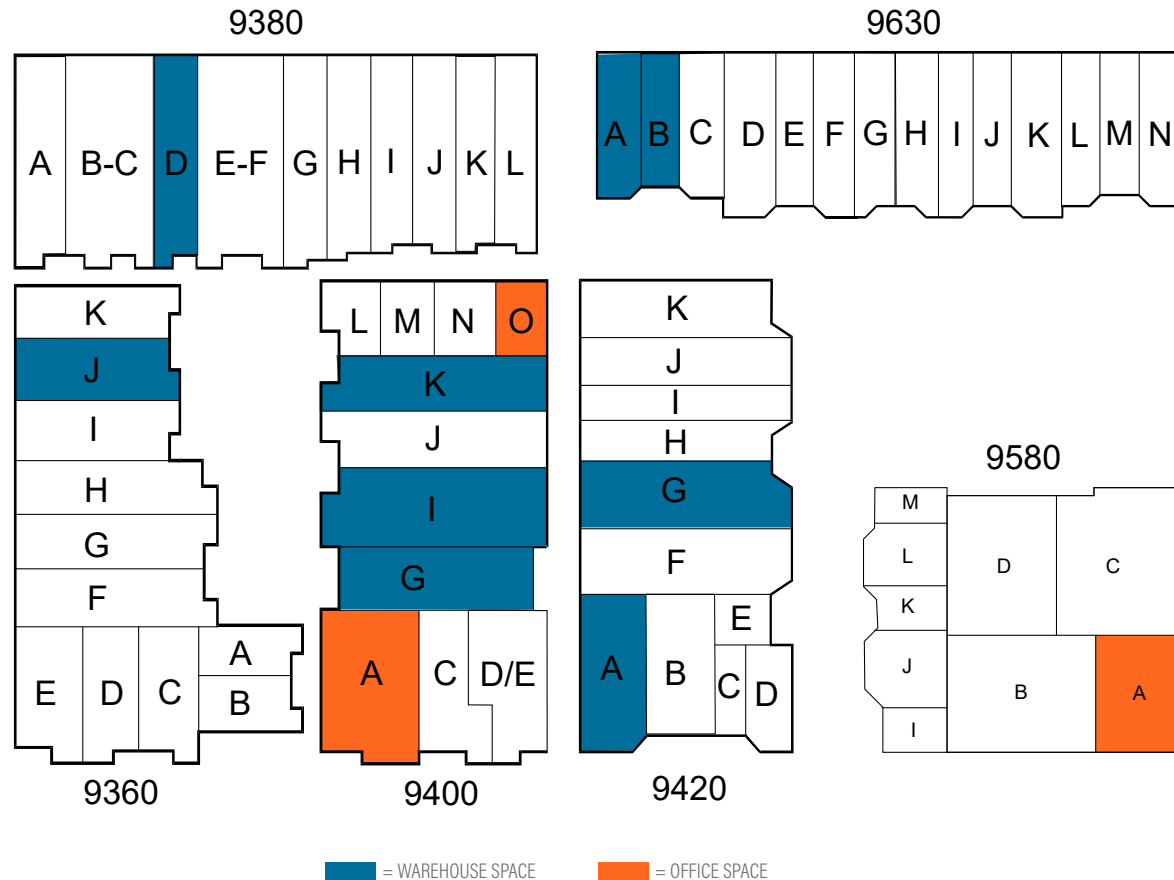 9380
A B-C D E-F G H I J K L
9630
A B C D E F G H I J K L M N
K
J
I
H
G
F
E D C
A
B
9360
L M N O
K
J
I
G
A C D/E
9400
K
J
I
H
G
F
A B E
C D
9420
9580
M
L
K
J
I
D C
B A
= WAREHOUSE SPACE
= OFFICE SPACE